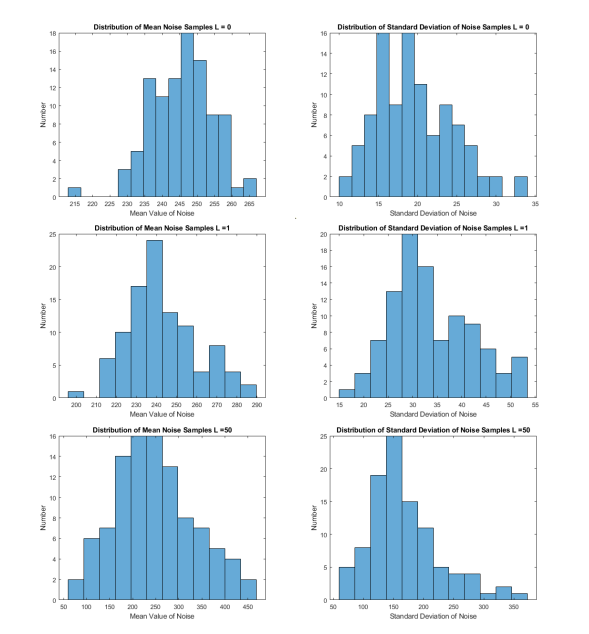 Distribution of Mean Noise Samples L = 0
Number
0 2 4 6 8 10 12 14 16 18
215 220 225 230 235 240 245 250 255 260 265
Mean Value of Noise
Distribution of Standard Deviation of Noise Samples L = 0
Number
0 2 4 6 8 10 12 14 16
10 15 20 25 30 35
Standard Deviation of Noise
Distribution of Mean Noise Samples L =1
Number
0 5 10 15 20 25
200 210 220 230 240 250 260 270 280 290
Mean Value of Noise
Distribution of Standard Deviation of Noise Samples L =1
Number
0 2 4 6 8 10 12 14 16 18 20
15 20 25 30 35 40 45 50 55
Standard Deviation of Noise
Distribution of Mean Noise Samples L =50
Number
0 2 4 6 8 10 12 14 16
50 100 150 200 250 300 350 400 450
Mean Value of Noise
Distribution of Standard Deviation of Noise Samples L =50
Number
0 5 10 15 20 25
50 100 150 200 250 300 350
Standard Deviation of Noise